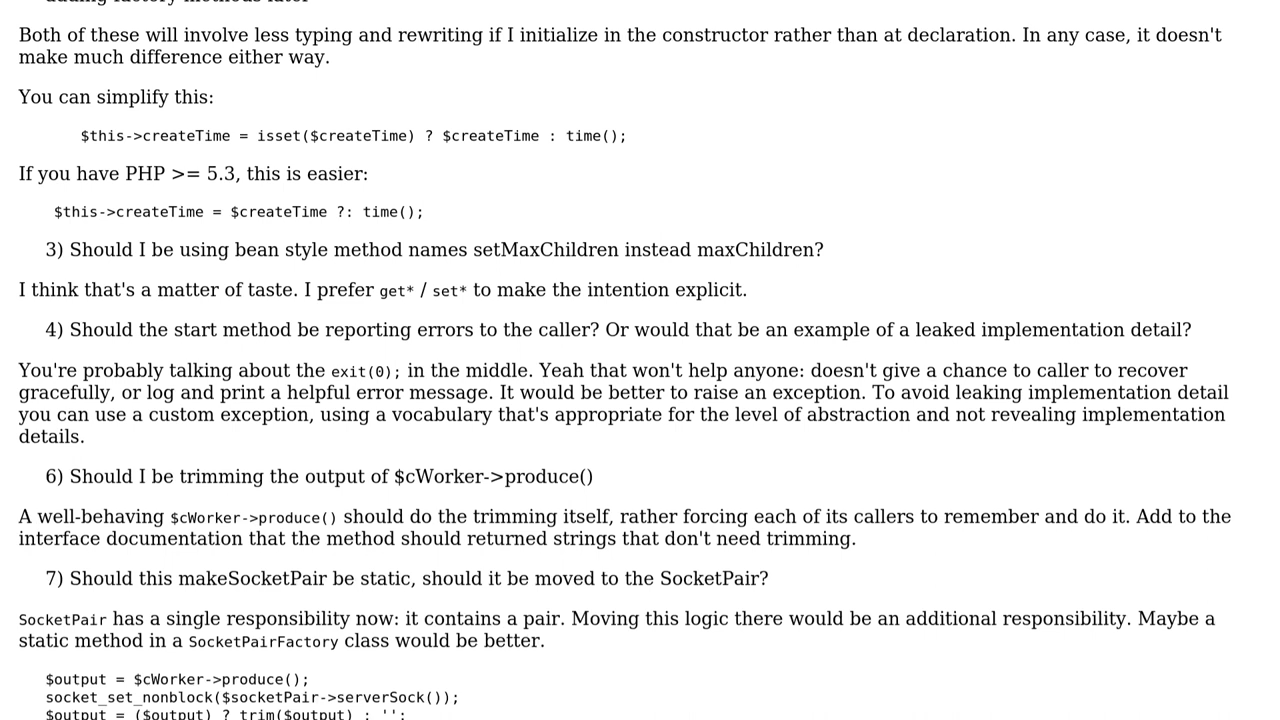 adding factory methods later
Both of these will involve less typing and rewriting if I initialize in the constructor rather than at declaration. In any case, it doesn't
make much difference either way.
You can simplify this:
$this->createTime = isset($createTime) ? $createTime : time();
If you have PHP >= 5.3, this is easier:
$this->createTime = $createTime ?: time();
3) Should I be using bean style method names setMaxChildren instead maxChildren?
I think that's a matter of taste. I prefer get* / set* to make the intention explicit.
4) Should the start method be reporting errors to the caller? Or would that be an example of a leaked implementation detail?
You're probably talking about the exit(0); in the middle. Yeah that won't help anyone: doesn't give a chance to caller to recover
gracefully, or log and print a helpful error message. It would be better to raise an exception. To avoid leaking implementation detail
you can use a custom exception, using a vocabulary that's appropriate for the level of abstraction and not revealing implementation
details.
6) Should I be trimming the output of $cWorker->produce()
A well-behaving $cWorker->produce() should do the trimming itself, rather forcing each of its callers to remember and do it. Add to the
interface documentation that the method should returned strings that don't need trimming.
7) Should this makeSocketPair be static, should it be moved to the SocketPair?
SocketPair has a single responsibility now: it contains a pair. Moving this logic there would be an additional responsibility. Maybe a
static method in a SocketPairFactory class would be better.
$output = $cWorker->produce();
socket_set_nonblock($socketPair->serverSock());
$output = ($output) ? trim($output) : '';